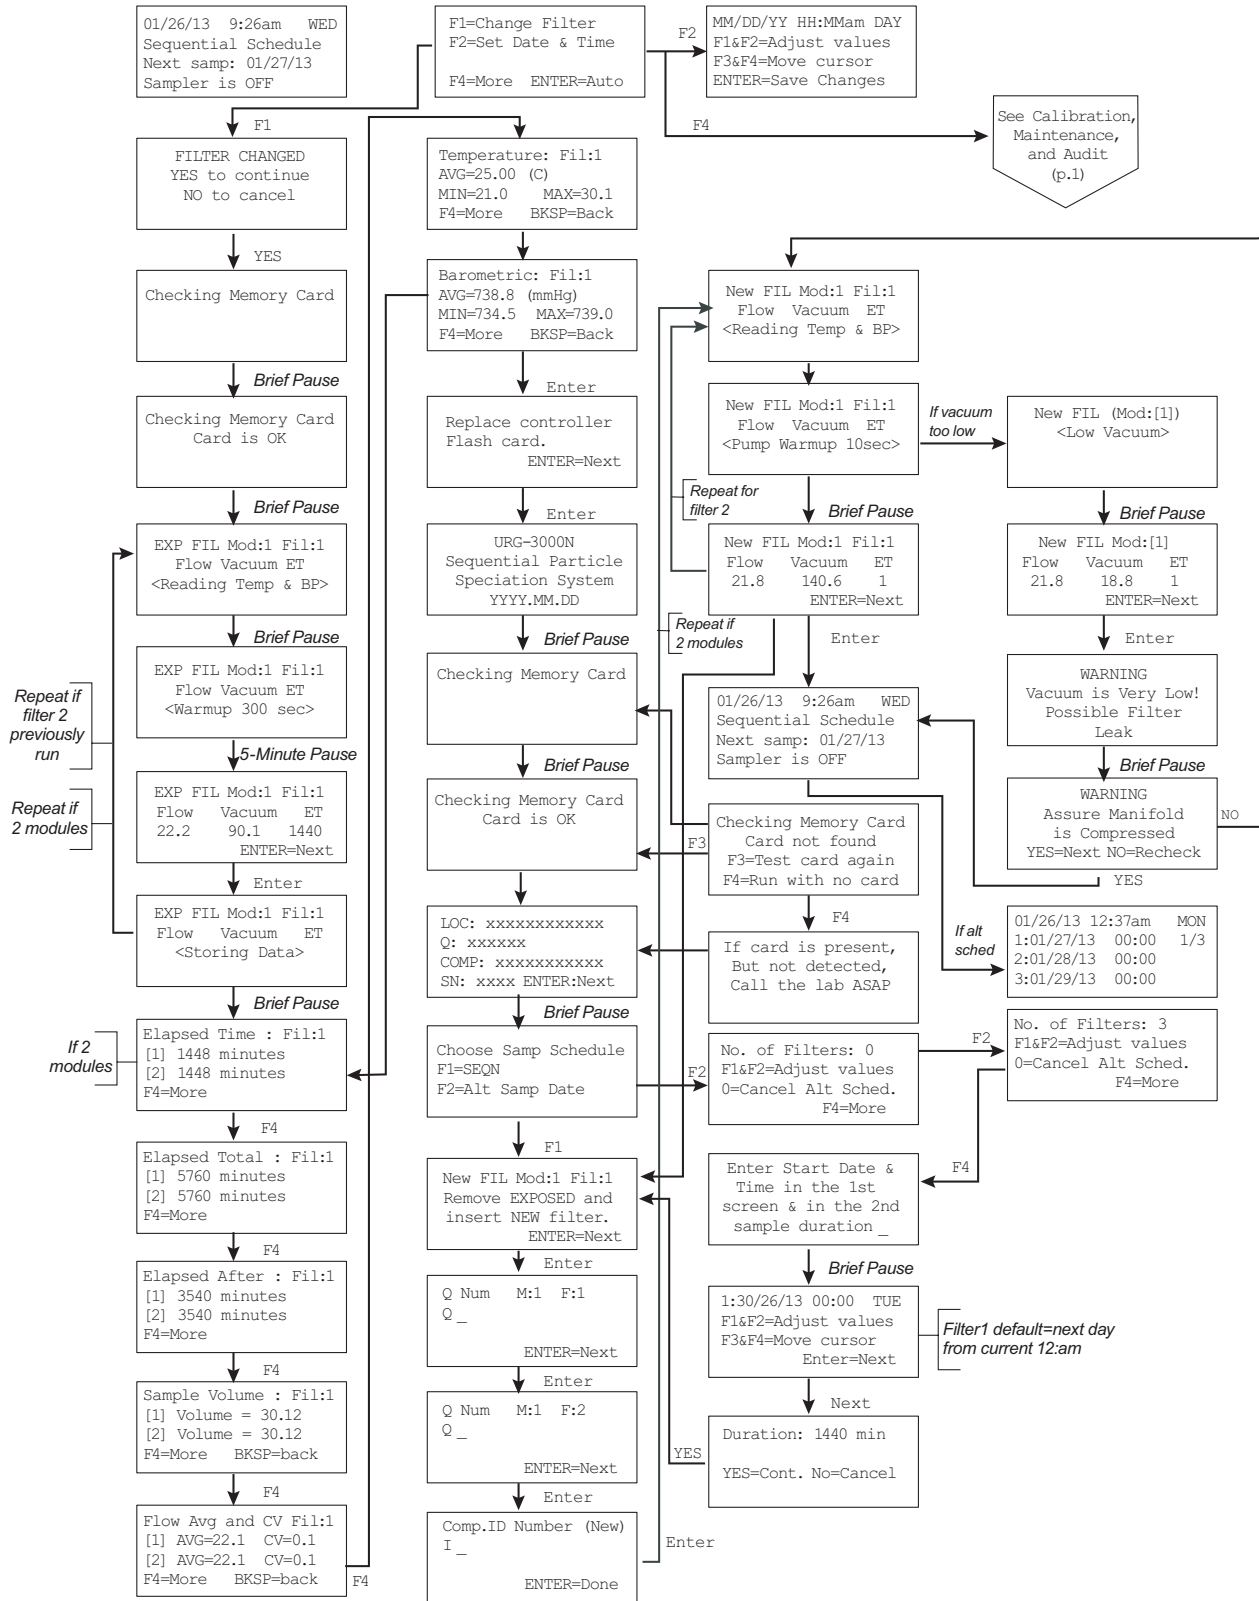 01/26/13 9:26am WED
Sequential Schedule
Next samp: 01/27/13
Sampler is OFF
F1=Change Filter
F2=Set Date & Time
F4=More ENTER=Auto
F2
MM/DD/YY HH:MMam DAY
F1&F2=Adjust values
F3&F4=Move cursor
ENTER=Save Changes
F4
See Calibration,
Maintenance,
and Audit
(p.1)
F1
FILTER CHANGED
YES to continue
NO to cancel
YES
Checking Memory Card
Brief Pause
Checking Memory Card
Card is OK
Brief Pause
EXP FIL Mod:1 Fil:1
Flow Vacuum ET
<Reading Temp & BP>
Brief Pause
EXP FIL Mod:1 Fil:1
Flow Vacuum ET
<Warmup 300 sec>
Repeat if
filter 2
previously
run
5-Minute Pause
EXP FIL Mod:1 Fil:1
Flow Vacuum ET
22.2 90.1 1440
ENTER=Next
Repeat if
2 modules
Enter
EXP FIL Mod:1 Fil:1
Flow Vacuum ET
<Storing Data>
Brief Pause
If 2
modules
Elapsed Time : Fil:1
[1] 1448 minutes
[2] 1448 minutes
F4=More
F4
Elapsed Total : Fil:1
[1] 5760 minutes
[2] 5760 minutes
F4=More
F4
Elapsed After : Fil:1
[1] 3540 minutes
[2] 3540 minutes
F4=More
F4
Sample Volume : Fil:1
[1] Volume = 30.12
[2] Volume = 30.12
F4=More BKSP=back
F4
Flow Avg and CV Fil:1
[1] AVG=22.1 CV=0.1
[2] AVG=22.1 CV=0.1
F4=More BKSP=back
F4
Temperature: Fil:1
AVG=25.00 (C)
MIN=21.0 MAX=30.1
F4=More BKSP=Back
Barometric: Fil:1
AVG=738.8 (mmHg)
MIN=734.5 MAX=739.0
F4=More BKSP=Back
Enter
Replace controller
Flash card.
ENTER=Next
Enter
URG-3000N
Sequential Particle
Speciation System
YYYY.MM.DD
Brief Pause
Checking Memory Card
Brief Pause
Checking Memory Card
Card is OK
LOC: xxxxxxxxxxxx
Q: xxxxxx
COMP: xxxxxxxxxxx
SN: xxxx ENTER:Next
Brief Pause
Choose Samp Schedule
F1=SEQN
F2=Alt Samp Date
F2
F1
New FIL Mod:1 Fil:1
Remove EXPOSED and
insert NEW filter.
ENTER=Next
Enter
Q Num M:1 F:1
Q _
ENTER=Next
Enter
Q Num M:1 F:2
Q _
ENTER=Next
Enter
Comp.ID Number (New)
I _
ENTER=Done
Enter
New FIL Mod:1 Fil:1
Flow Vacuum ET
<Reading Temp & BP>
New FIL Mod:1 Fil:1
Flow Vacuum ET
<Pump Warmup 10sec>
If vacuum
too low
Repeat for
filter 2
Brief Pause
New FIL Mod:1 Fil:1
Flow Vacuum ET
21.8 140.6 1
ENTER=Next
Repeat if
2 modules
Enter
01/26/13 9:26am WED
Sequential Schedule
Next samp: 01/27/13
Sampler is OFF
Checking Memory Card
Card not found
F3=Test card again
F4=Run with no card
F3
F4
If card is present,
But not detected,
Call the lab ASAP
If alt
sched
No. of Filters: 0
F1&F2=Adjust values
0=Cancel Alt Sched.
F4=More
F2
Enter Start Date &
Time in the 1st
screen & in the 2nd
sample duration _
F4
Brief Pause
1:30/26/13 00:00 TUE
F1&F2=Adjust values
F3&F4=Move cursor
Enter=Next
Filter1 default=next day
from current 12:am
Next
Duration: 1440 min
YES=Cont. No=Cancel
YES
New FIL (Mod:[1])
<Low Vacuum>
Brief Pause
New FIL Mod:[1]
Flow Vacuum ET
21.8 18.8 1
ENTER=Next
Enter
WARNING
Vacuum is Very Low!
Possible Filter
Leak
Brief Pause
WARNING
Assure Manifold
is Compressed
YES=Next NO=Recheck
NO
YES
01/26/13 12:37am MON
1:01/27/13 00:00 1/3
2:01/28/13 00:00
3:01/29/13 00:00
No. of Filters: 3
F1&F2=Adjust values
0=Cancel Alt Sched.
F4=More